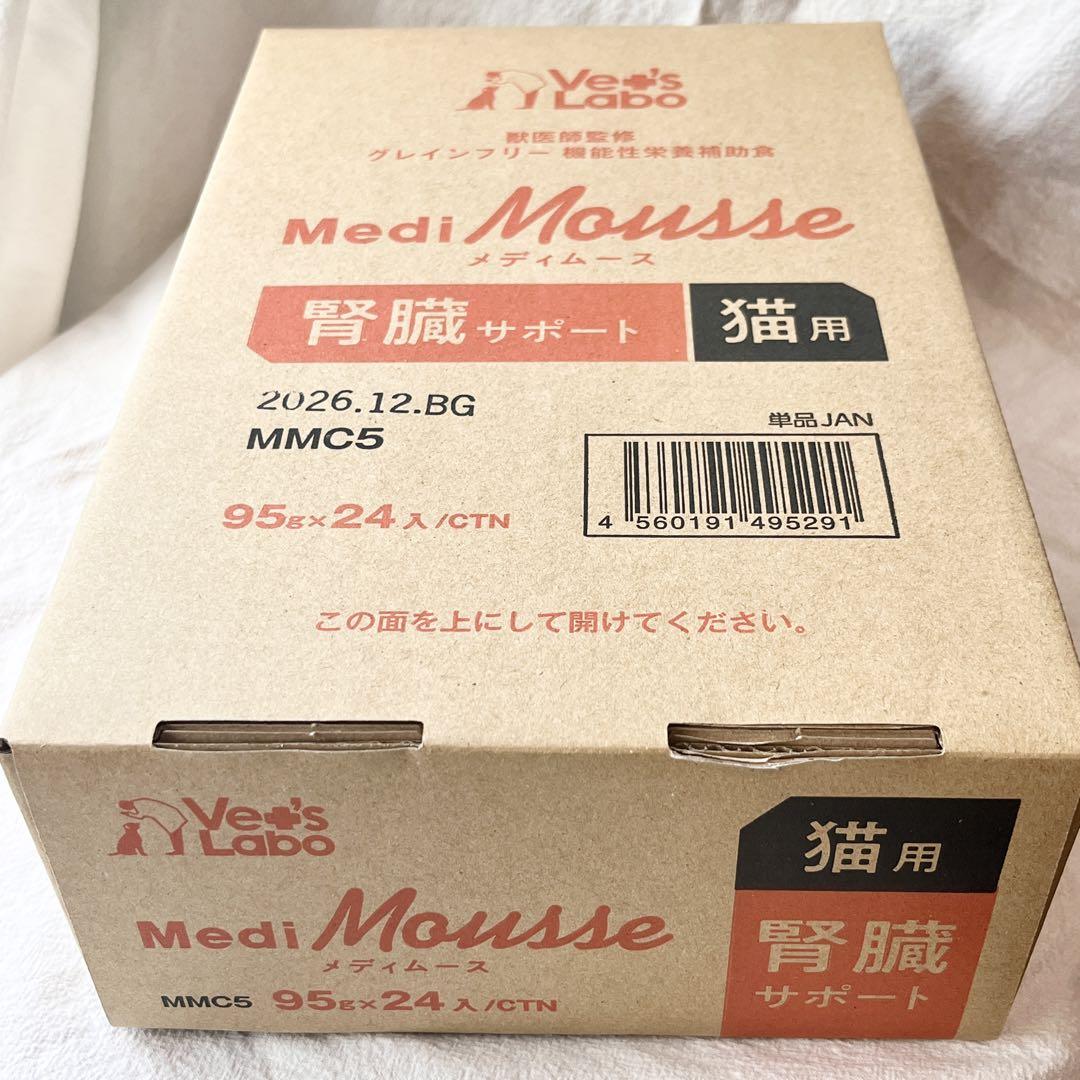 Vet's
Labo
獣医師監修
グレインフリー 機能性栄養補助食
Medi Mousse
メディムース
腎臓サポート 猫用
2026.12.BG
MMC5
単品JAN
4 560191 495291
95g×24入/CTN
この面を上にして開けてください。
Vet's
Labo
Medi Mousse
メディムース
MMC5 95g×24入/CTN
猫用
腎臓
サポート